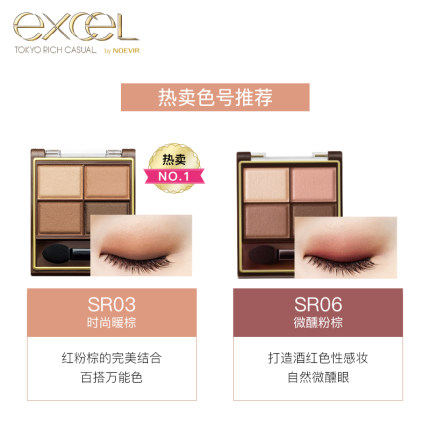 excel
TOKYO RICH CASUAL by NOEVIR
热卖色号推荐
热卖
NO.1
SR03
时尚暖棕
红粉棕的完美结合
百搭万能色
SR06
微醺粉棕
打造酒红色性感妆
自然微醺眼